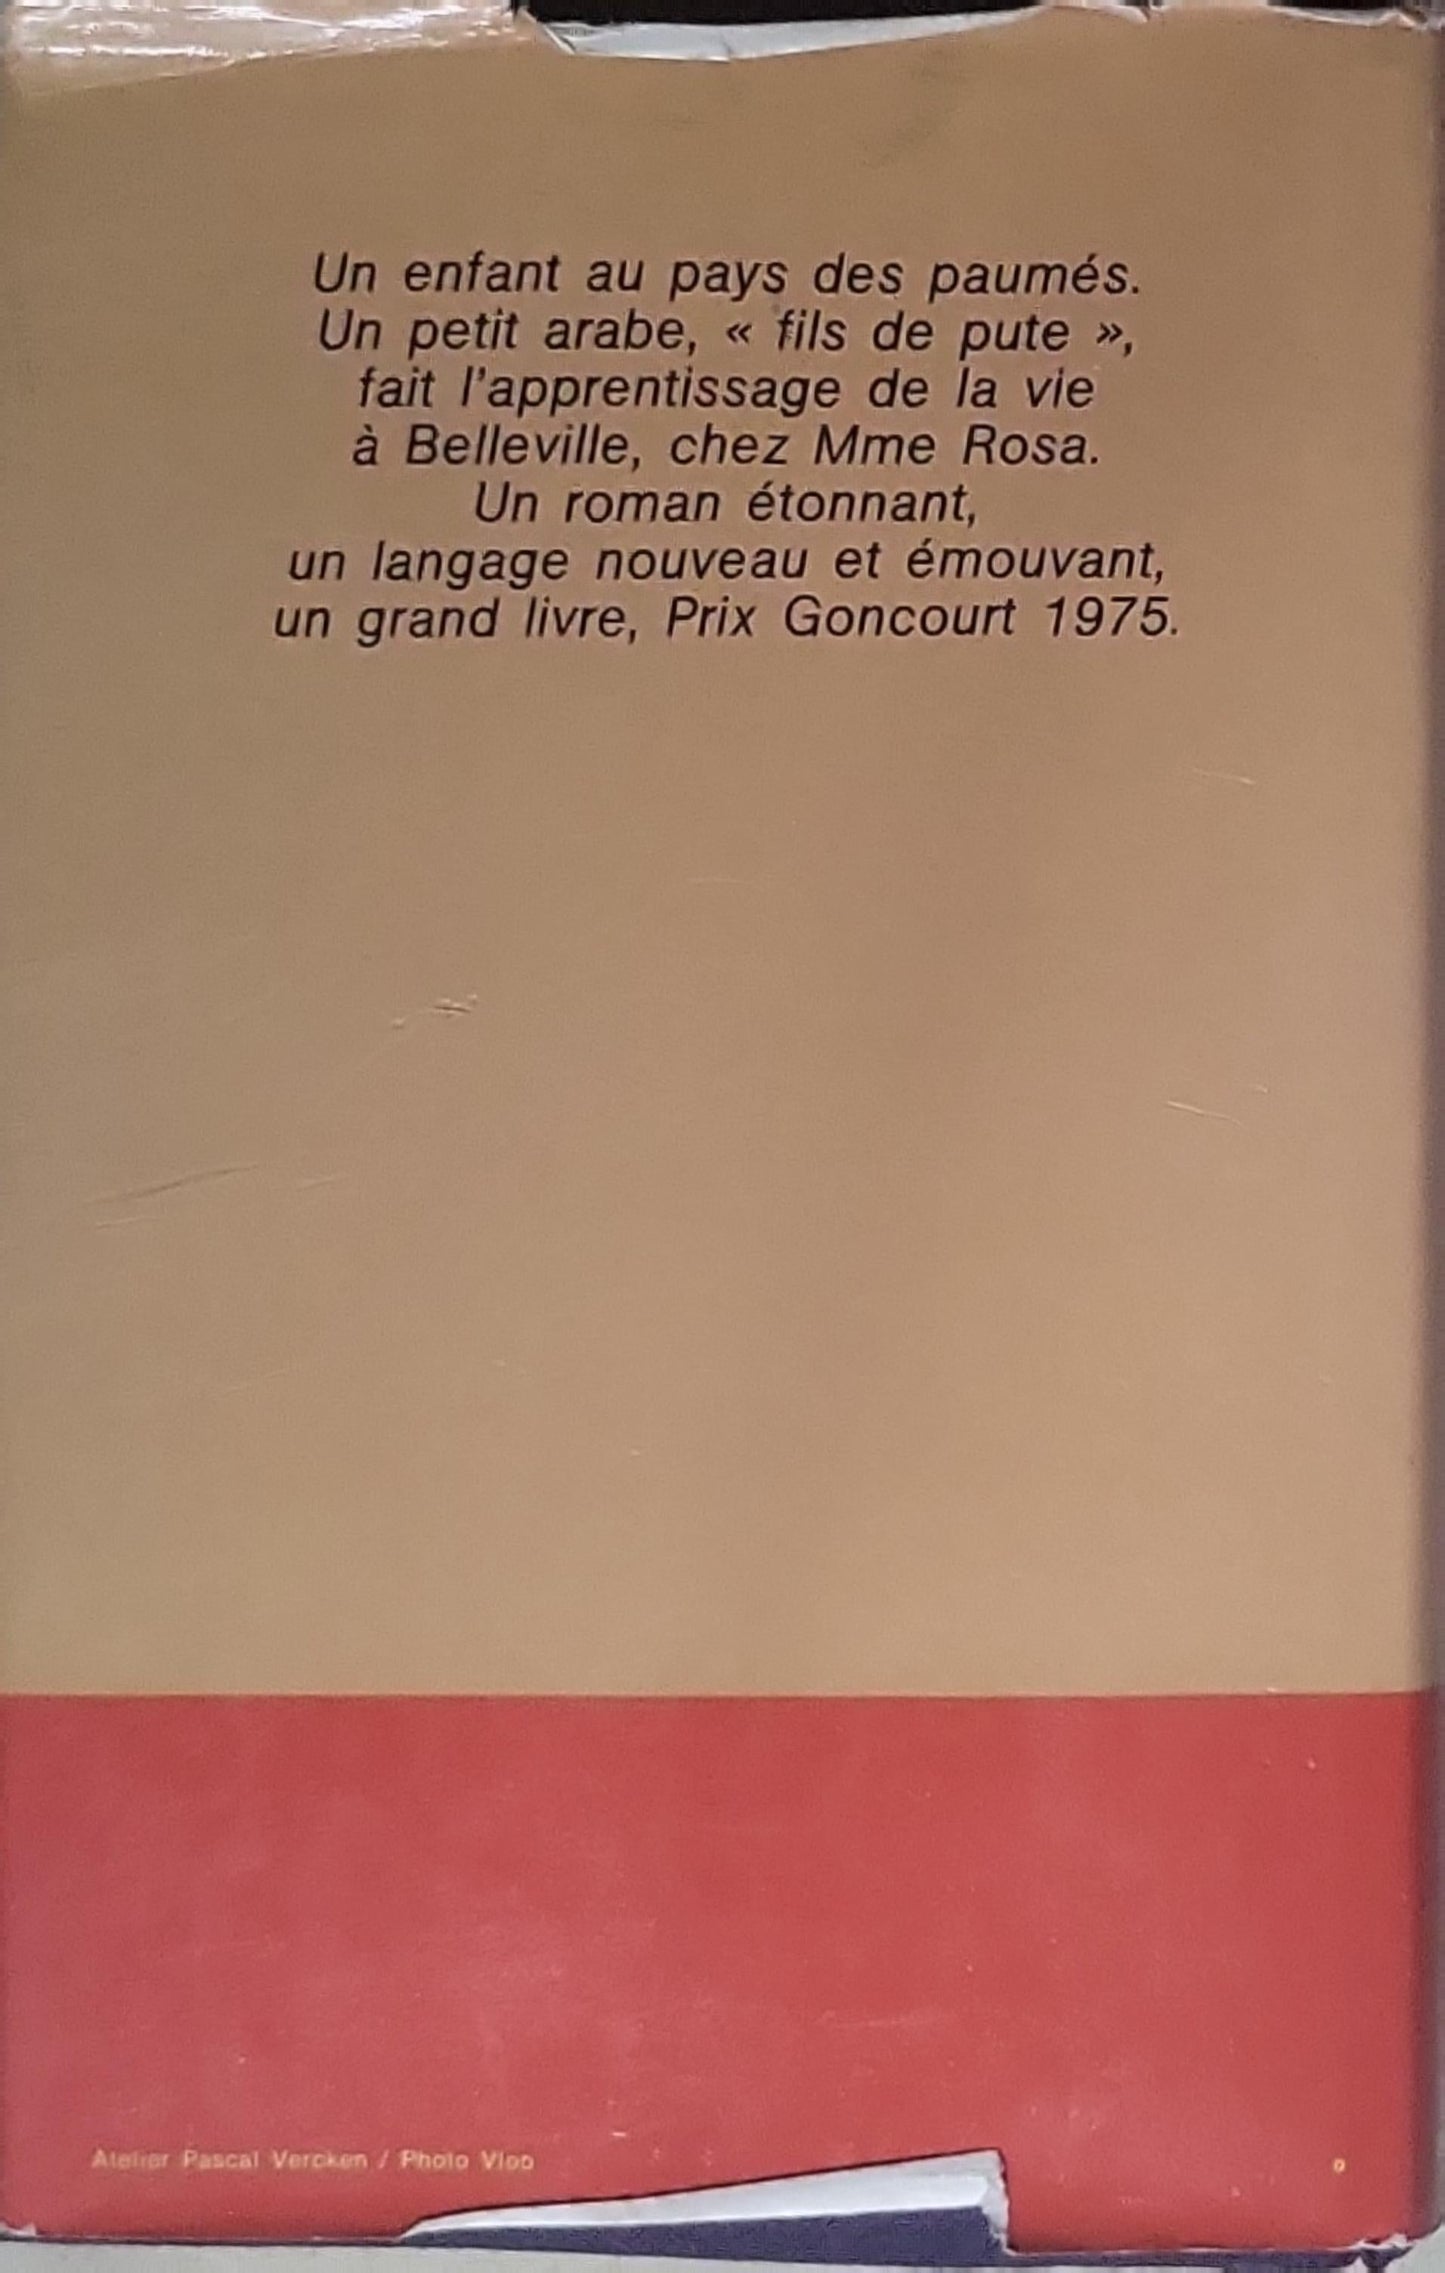 Un enfant au pays des paumés.
Un petit arabe, « fils de pute »,
fait l'apprentissage de la vie
à Belleville, chez Mme Rosa.
Un roman étonnant,
un langage nouveau et émouvant,
un grand livre, Prix Goncourt 1975.
Atelier Pascal Vercken / Photo Vloo